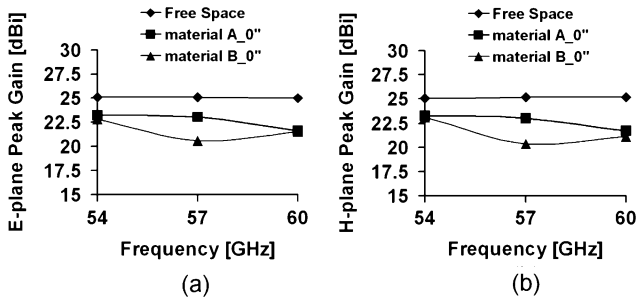 Free Space
material A_0"
material B_0"
E-plane Peak Gain [dBi]
30
27.5
25
22.5
20
17.5
15
54
57
60
Frequency [GHz]
(a)
Free Space
material A_0"
material B_0"
H-plane Peak Gain [dBi]
30
27.5
25
22.5
20
17.5
15
54
57
60
Frequency [GHz]
(b)